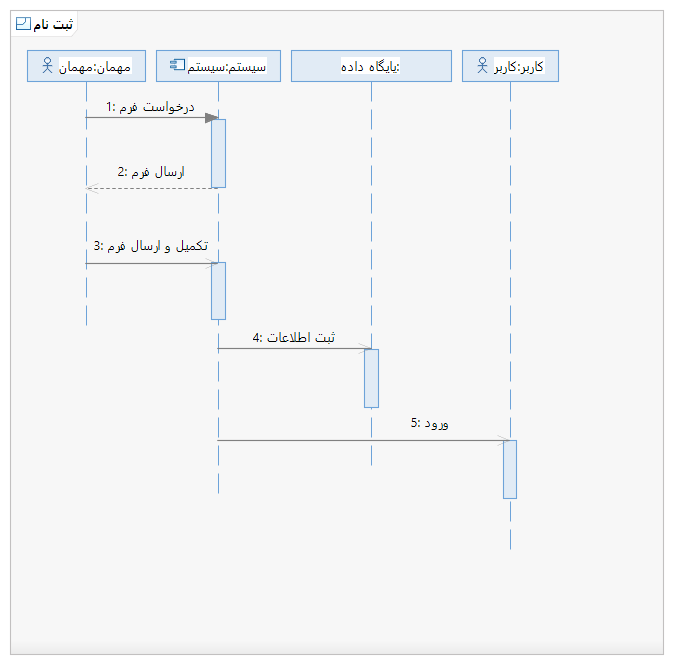 ثبت نام
مهمان:مهمان
سیستم:سیستم
پایگاه داده:
کاربر:کاربر
1: درخواست فرم
2: ارسال فرم
3: تکمیل و ارسال فرم
4: ثبت اطلاعات
5: ورود